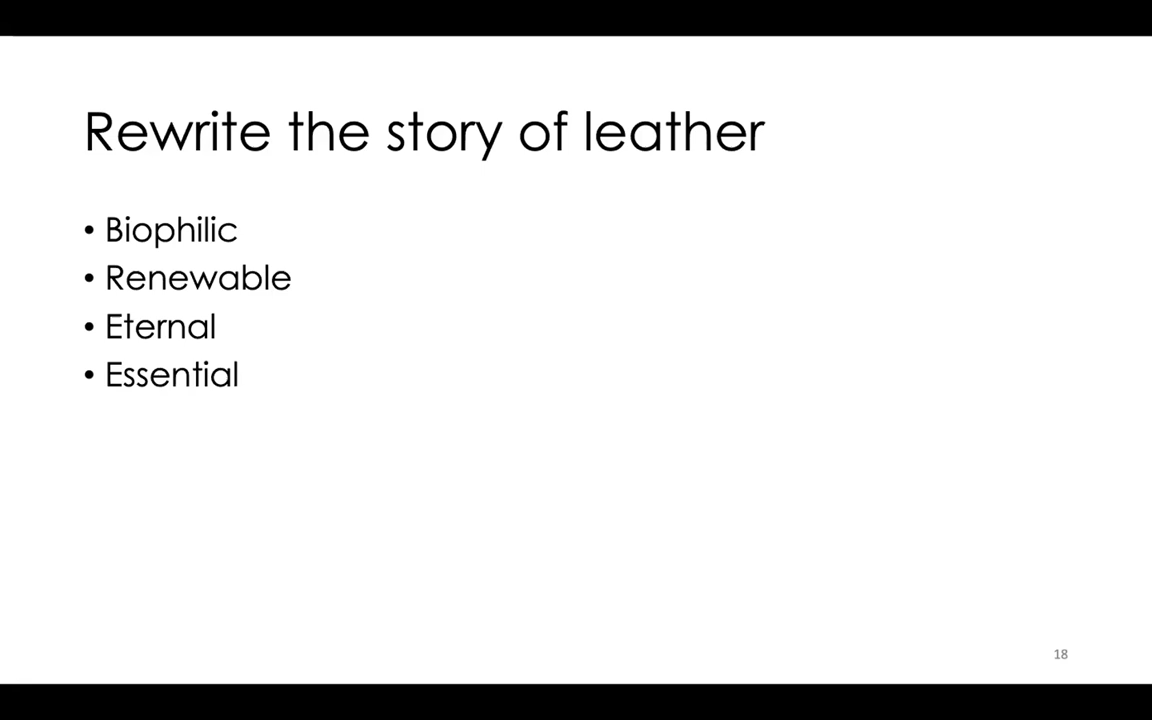 Rewrite the story of leather
• Biophilic
• Renewable
• Eternal
• Essential
18